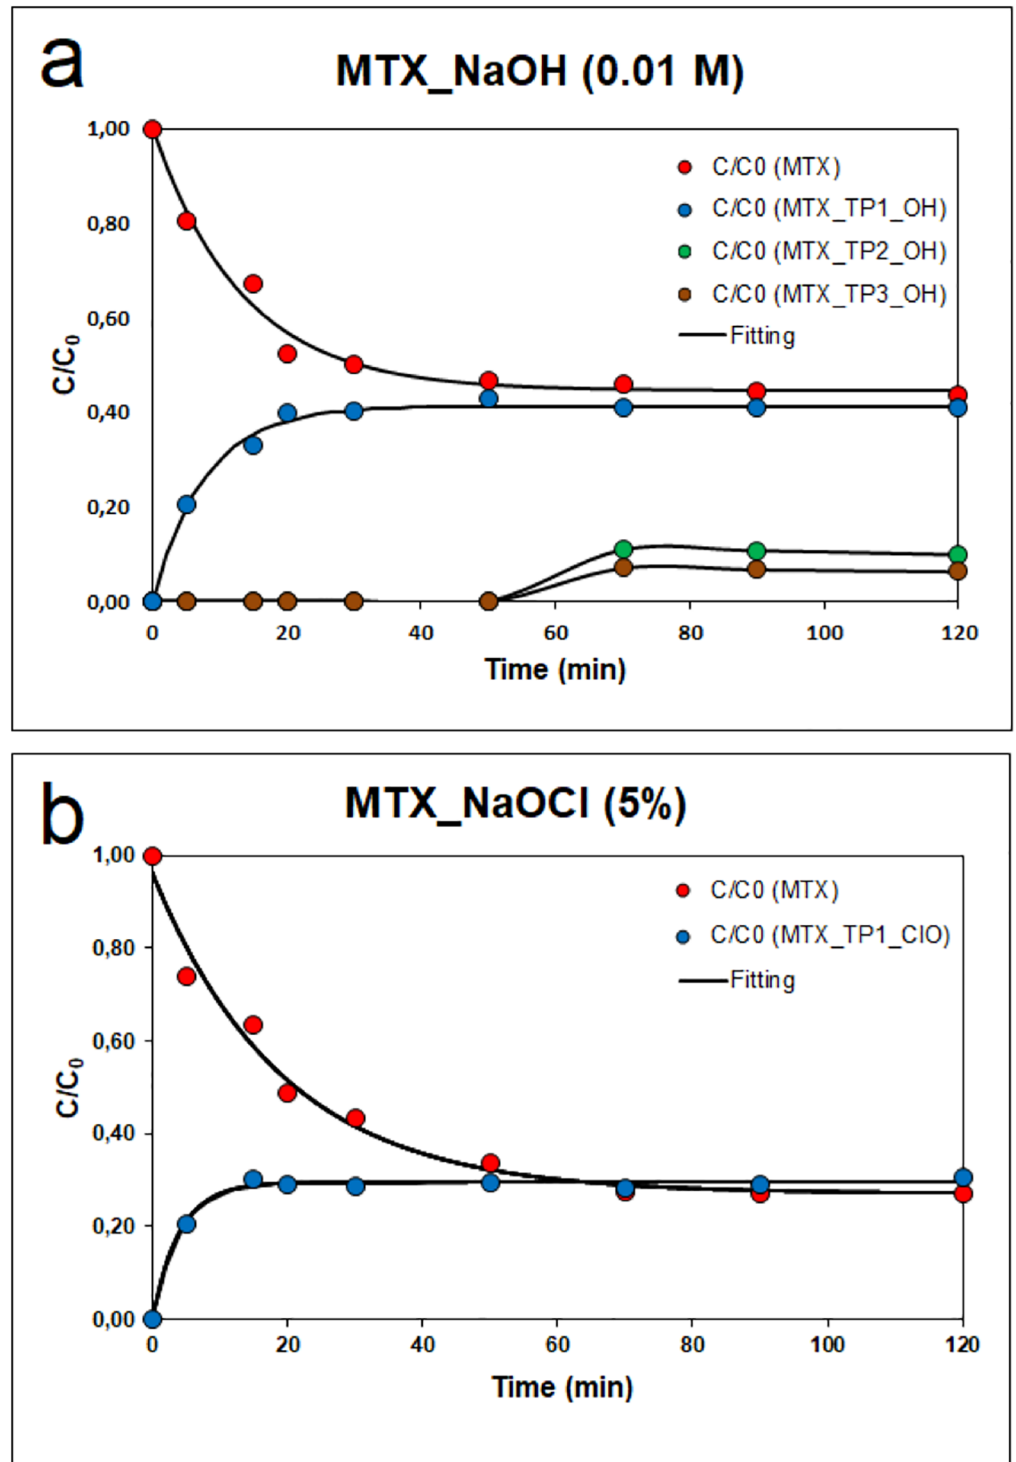 a
MTX_NaOH (0.01 M)
1,00
0,80
0,60
0,40
0,20
0,00
C/C0
C/C0 (MTX)
C/C0 (MTX_TP1_OH)
C/C0 (MTX_TP2_OH)
C/C0 (MTX_TP3_OH)
Fitting
0 20 40 60 80 100 120
Time (min)
b
MTX_NaOCl (5%)
1,00
0,80
0,60
0,40
0,20
0,00
C/C0
C/C0 (MTX)
C/C0 (MTX_TP1_ClO)
Fitting
0 20 40 60 80 100 120
Time (min)